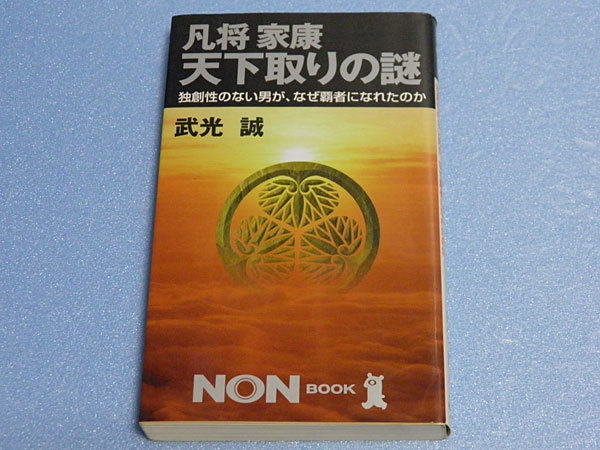 凡将 家康
天下取りの謎
独創性のない男が、なぜ覇者になれたのか
武光 誠
NON BOOK